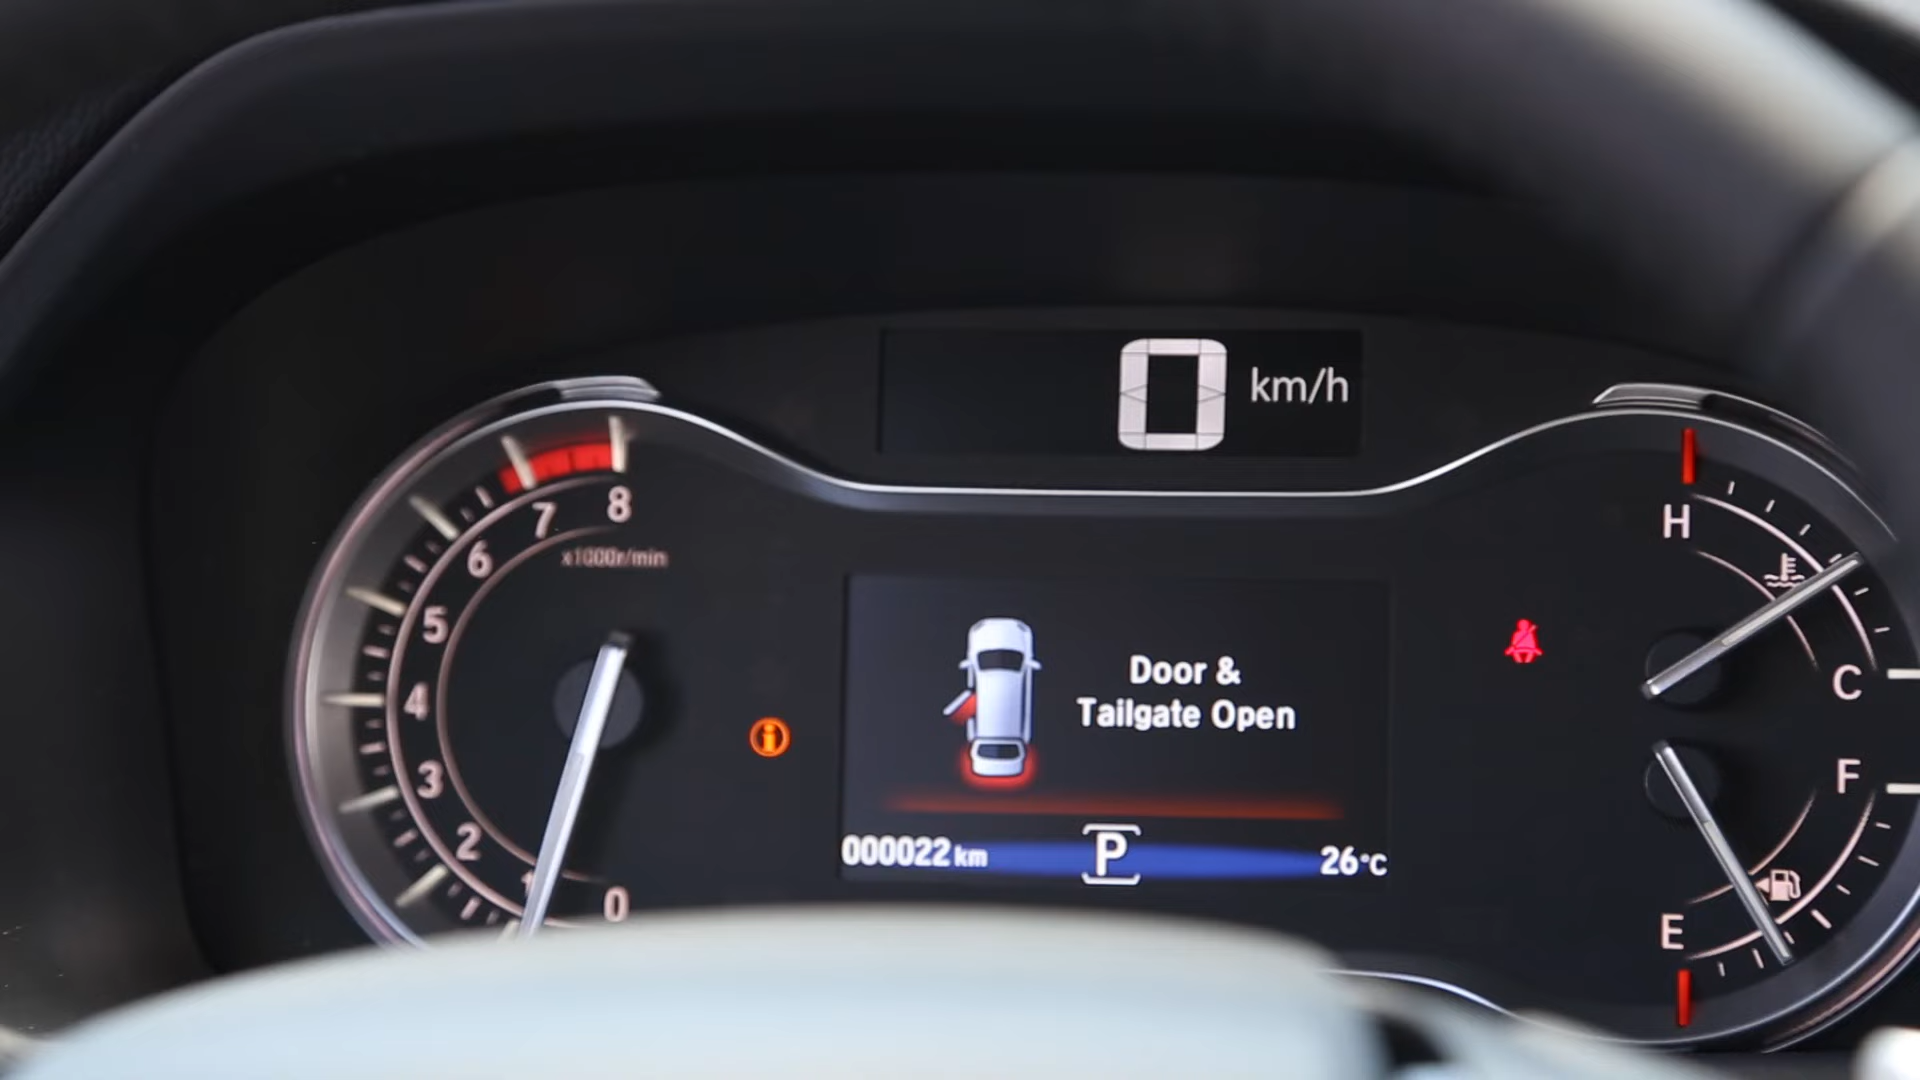 0 km/h
8
7
6
x1000r/min
5
4
3
2
1
0
Door &
Tailgate Open
000022 km
P
26°C
H
C
F
E